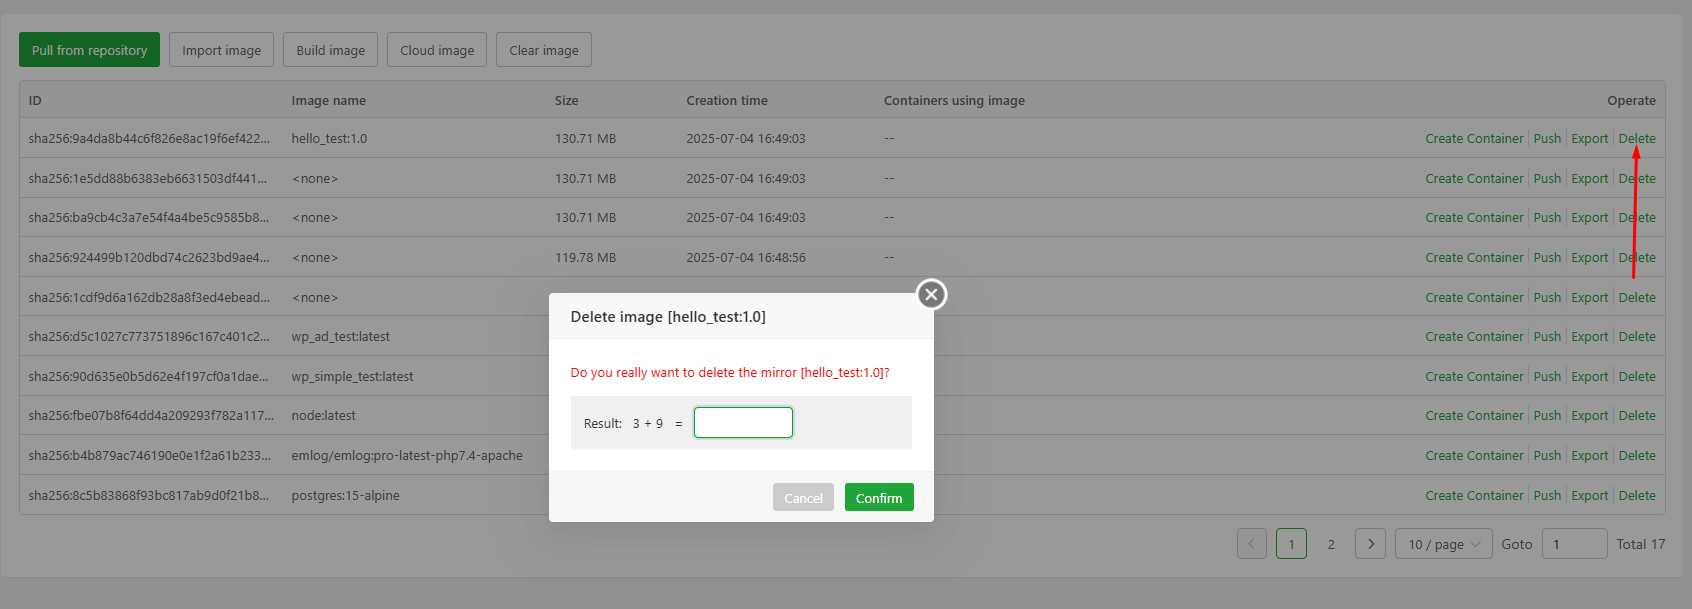 Pull from repository Import image Build image Cloud image Clear image
ID Image name Size Creation time Containers using image Operate
sha256:9a4da8b44c6f826e8ac19f6ef422... hello_test:1.0 130.71 MB 2025-07-04 16:49:03 -- Create Container Push Export Delete
sha256:1e5dd88b6383eb6631503df441... <none> 130.71 MB 2025-07-04 16:49:03 -- Create Container Push Export Delete
sha256:ba9cb4c3a7e54f4a4be5c9585b8... <none> 130.71 MB 2025-07-04 16:49:03 -- Create Container Push Export Delete
sha256:924499b120dbd74c2623bd9ae4... <none> 119.78 MB 2025-07-04 16:48:56 -- Create Container Push Export Delete
sha256:1cdf9d6a162db28a8f3ed4ebead... <none> Create Container Push Export Delete
sha256:d5c1027c773751896c167c401c2... wp_ad_test:latest Create Container Push Export Delete
sha256:90d635e0b5d62e4f197cf0a1dae... wp_simple_test:latest Create Container Push Export Delete
sha256:fbe07b8f64dd4a209293f782a117... node:latest Create Container Push Export Delete
sha256:b4b879ac746190e0e1f2a61b233... emlog/emlog:pro-latest-php7.4-apache Create Container Push Export Delete
sha256:8c5b83868f93bc817ab9d0f21b8... postgres:15-alpine Create Container Push Export Delete
1 2 10 / page Goto 1 Total 17
Delete image [hello_test:1.0]
Do you really want to delete the mirror [hello_test:1.0]?
Result: 3 + 9 =
Cancel Confirm